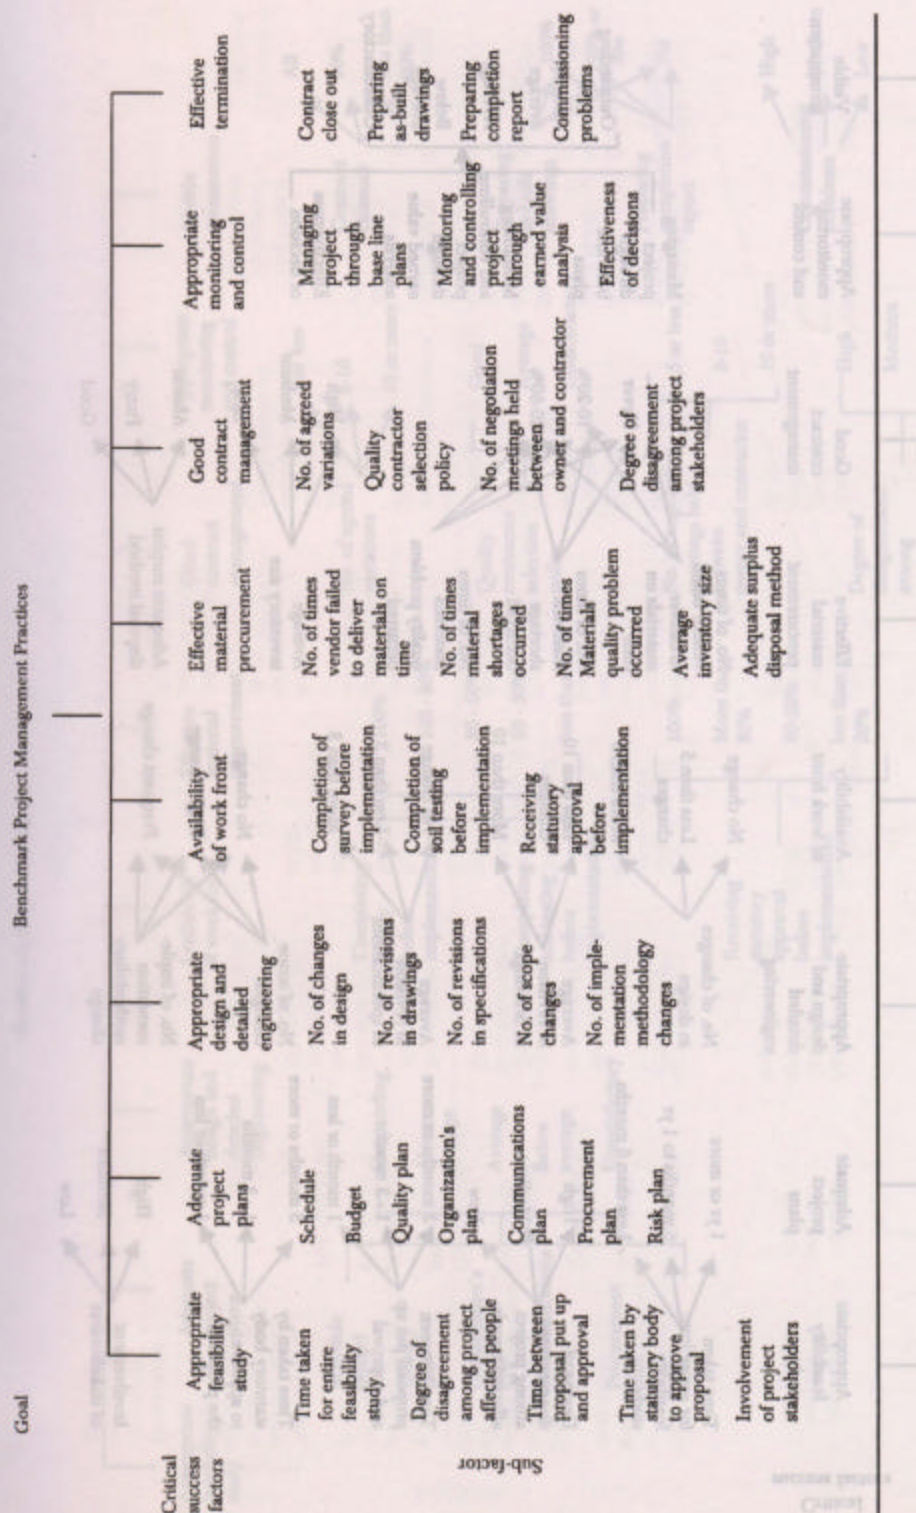 Goal
Benchmark Project Management Practices
Critical
success
factors
Appropriate
feasibility
study
Adequate
project
plans
Appropriate
design and
detailed
engineering
Availability
of work front
Effective
material
procurement
Good
contract
management
Appropriate
monitoring
and control
Effective
termination
Sub-factor
Time taken
for entire
feasibility
study
Degree of
disagreement
among project
affected people
Time between
proposal put up
and approval
Time taken by
statutory body
to approve
proposal
Involvement
of project
stakeholders
Schedule
Budget
Quality plan
Organization's
plan
Communications
plan
Procurement
plan
Risk plan
No. of changes
in design
No. of revisions
in drawings
No. of revisions
in specifications
No. of scope
changes
No. of imple-
mentation
methodology
changes
Completion of
survey before
implementation
Completion of
soil testing
before
implementation
Receiving
statutory
approval
before
implementation
No. of times
vendor failed
to deliver
materials on
time
No. of times
material
shortages
occurred
No. of times
Materials'
quality problem
occurred
Average
inventory size
Adequate surplus
disposal method
No. of agreed
variations
Quality
contractor
selection
policy
No. of negotiation
meetings held
between
owner and contractor
Degree of
disagreement
among project
stakeholders
Managing
project
through
base line
plans
Monitoring
and controlling
project
through
earned value
analysis
Effectiveness
of decisions
Contract
close out
Preparing
as-built
drawings
Preparing
completion
report
Commissioning
problems